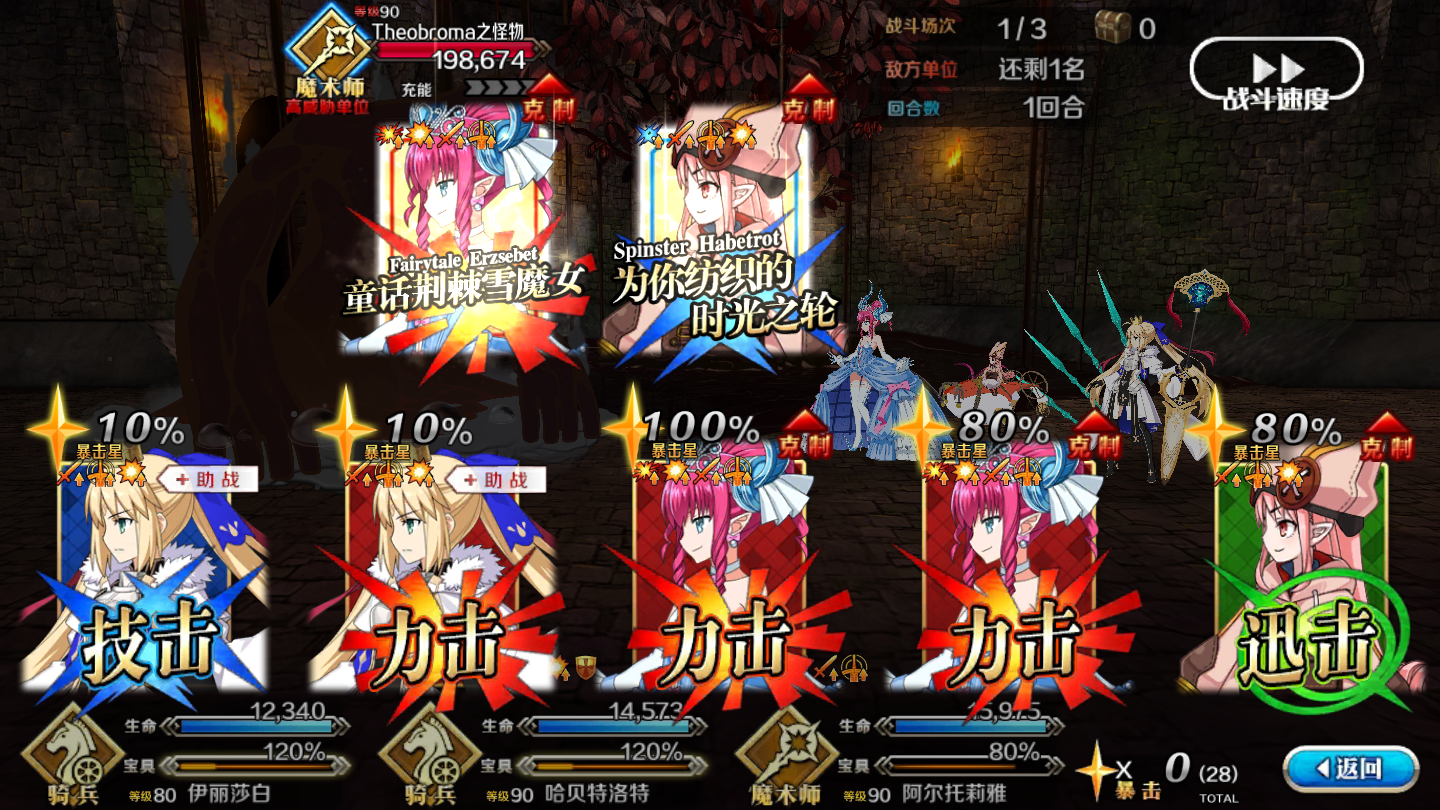 等级90
Theobroma之怪物
198,674
魔术师
高威胁单位
充能
战斗场次 1/3 0
敌方单位 还剩1名
回合数 1回合
战斗速度
克制
克制
Fairytale Erzsebet
童话荆棘雪魔女
Spinster Habetrot
为你纺织的
时光之轮
10%
暴击星
助战
技击
10%
暴击星
助战
力击
100%
暴击星
克制
力击
80%
暴击星
克制
力击
80%
暴击星
克制
迅击
骑兵
生命 12,340
宝具 120%
等级80 伊丽莎白
骑兵
生命 14,573
宝具 120%
等级90 哈贝特洛特
魔术师
生命
宝具 80%
等级90 阿尔托莉雅
X 0 (28)
暴击 TOTAL
返回